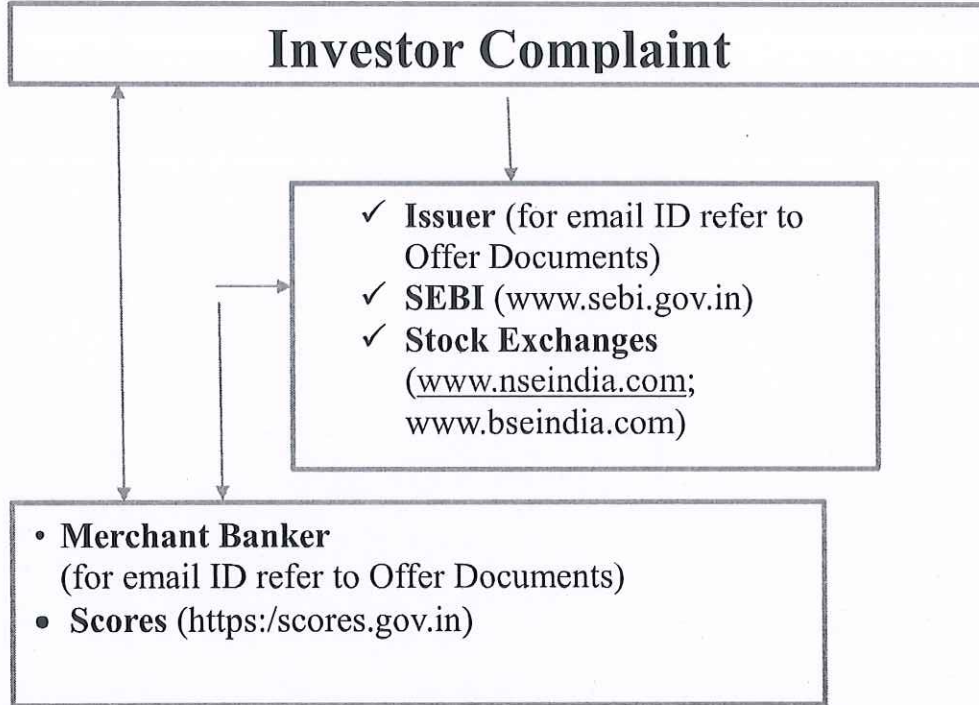 Investor Complaint
✓ Issuer (for email ID refer to
Offer Documents)
✓ SEBI (www.sebi.gov.in)
✓ Stock Exchanges
(www.nseindia.com;
www.bseindia.com)
• Merchant Banker
(for email ID refer to Offer Documents)
• Scores (https:/scores.gov.in)